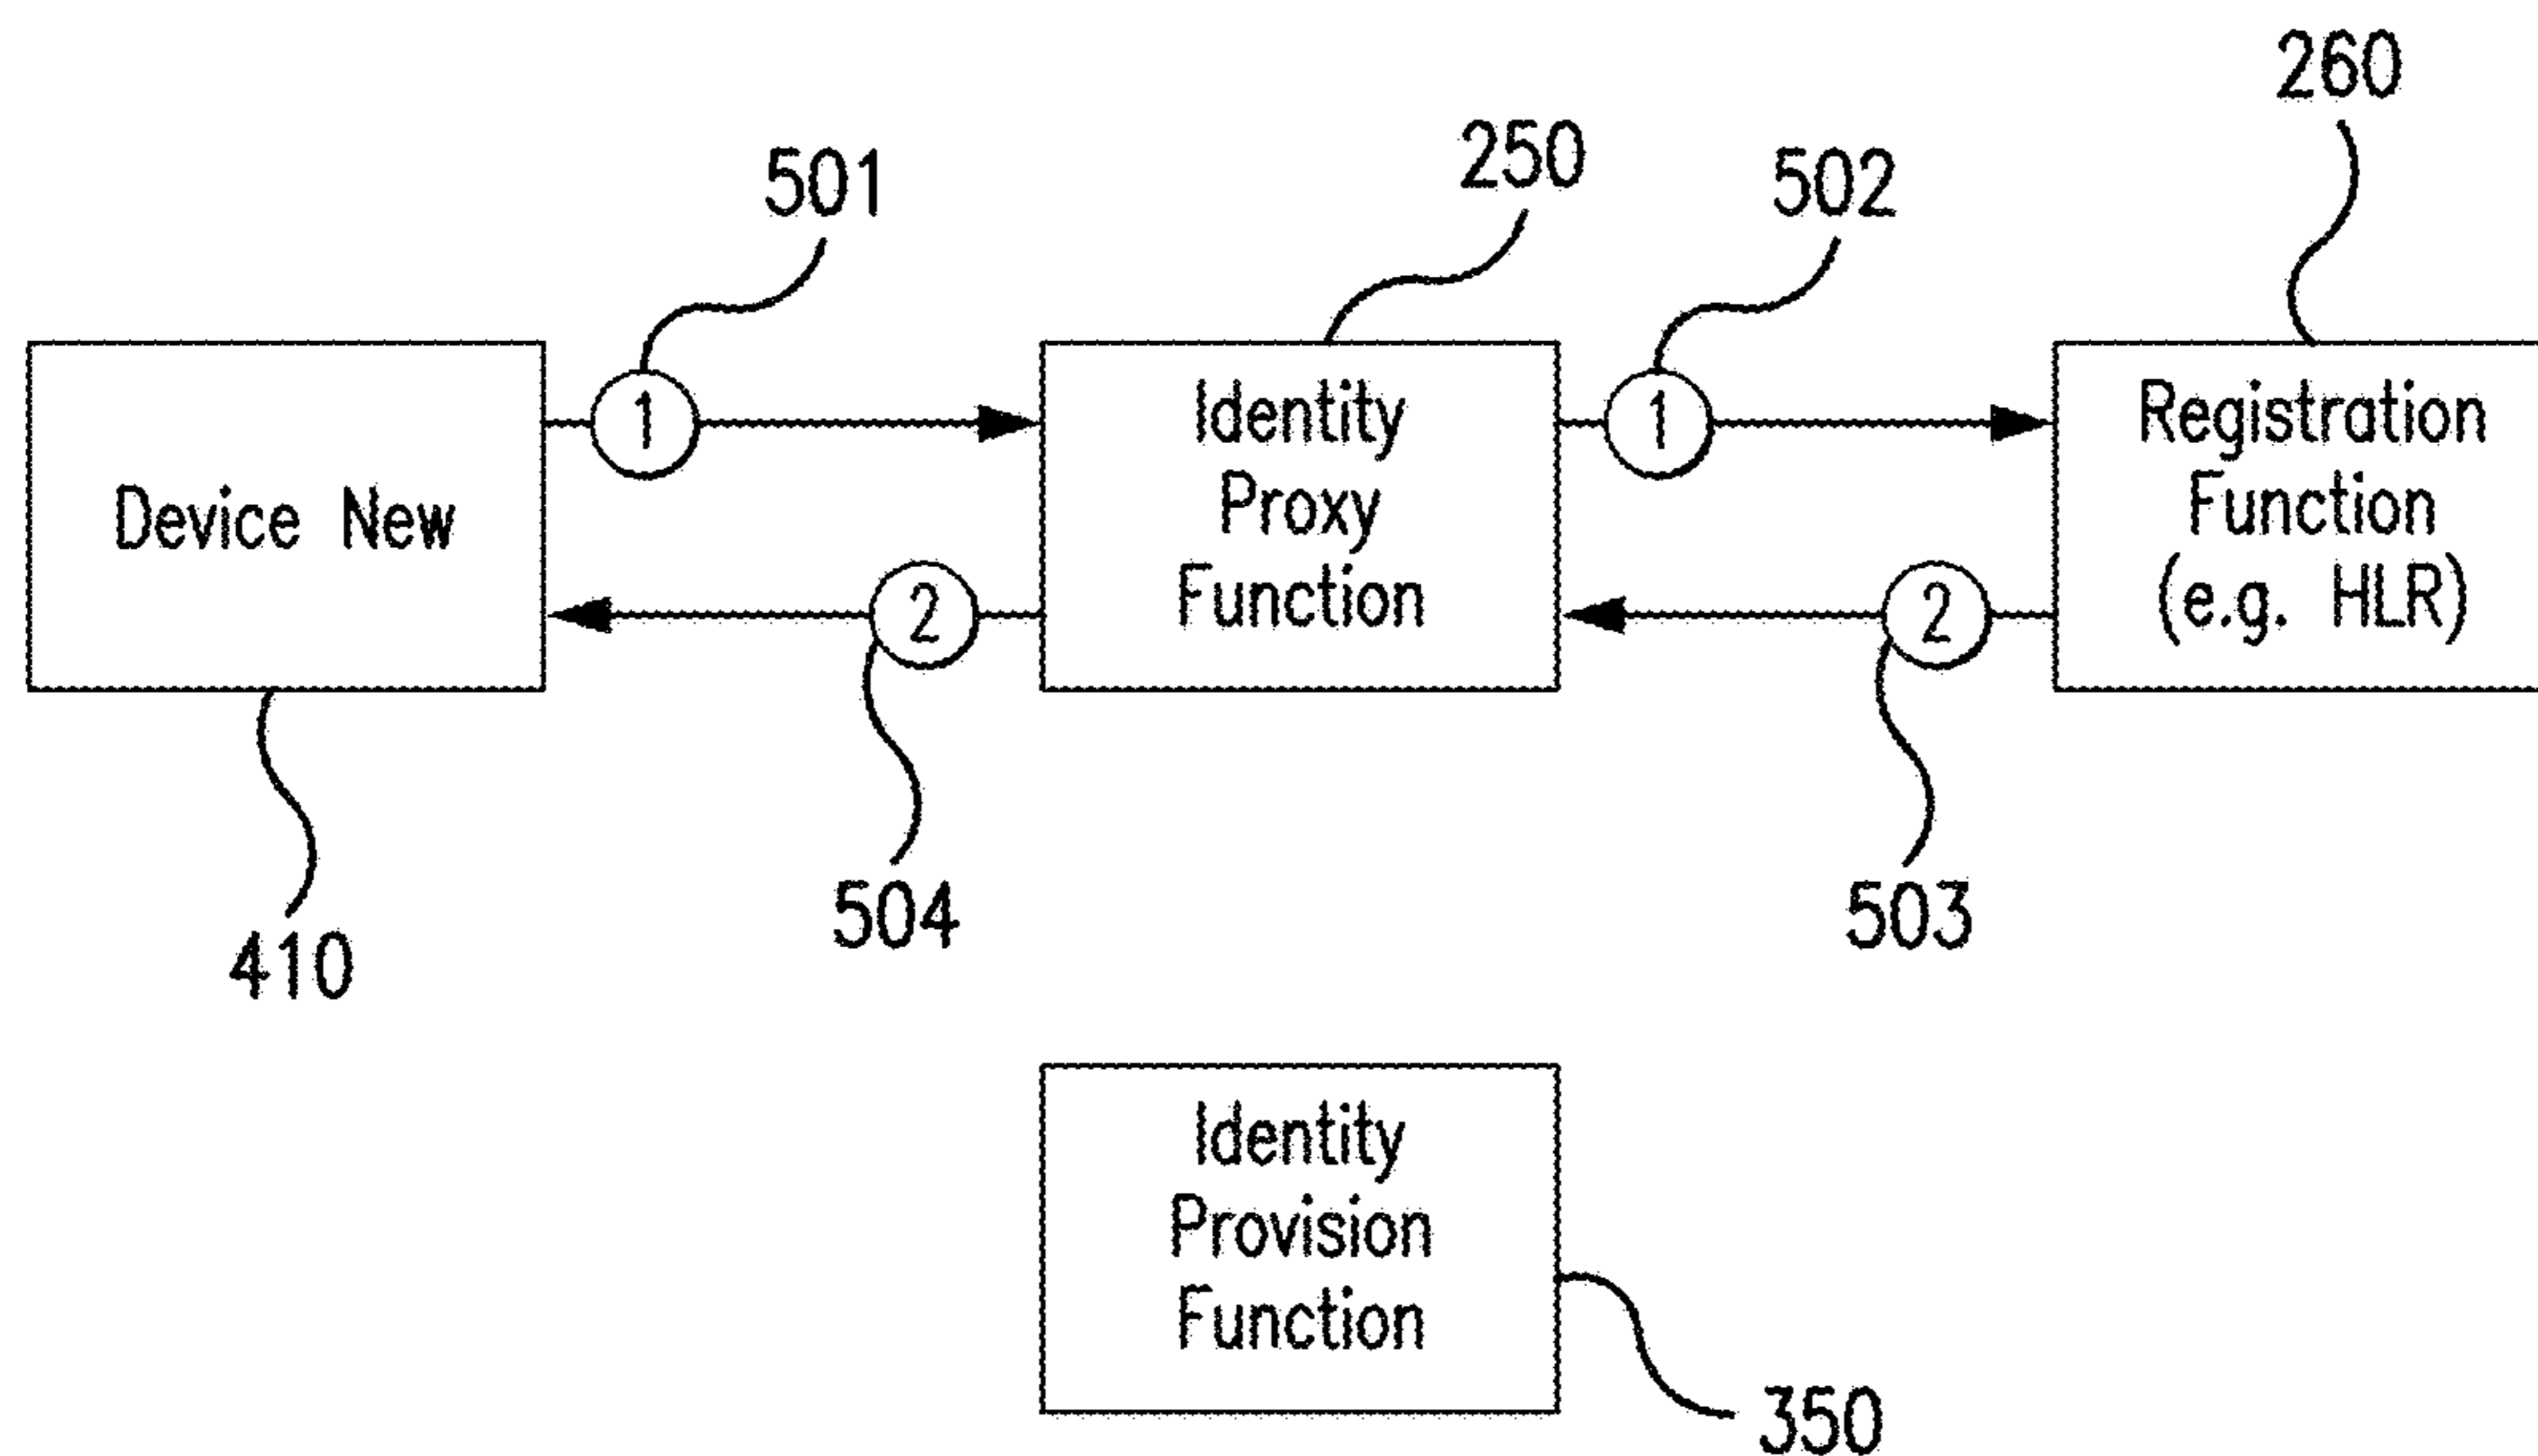 260
250
501
502
Device New
1
Identity
Proxy
Function
1
Registration
Function
(e.g. HLR)
2
2
504
503
410
Identity
Provision
Function
350